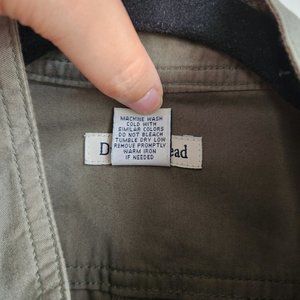 MACHINE WASH
COLD WITH
SIMILAR COLORS
DO NOT BLEACH
TUMBLE DRY LOW
REMOVE PROMPTLY
WARM IRON
IF NEEDED